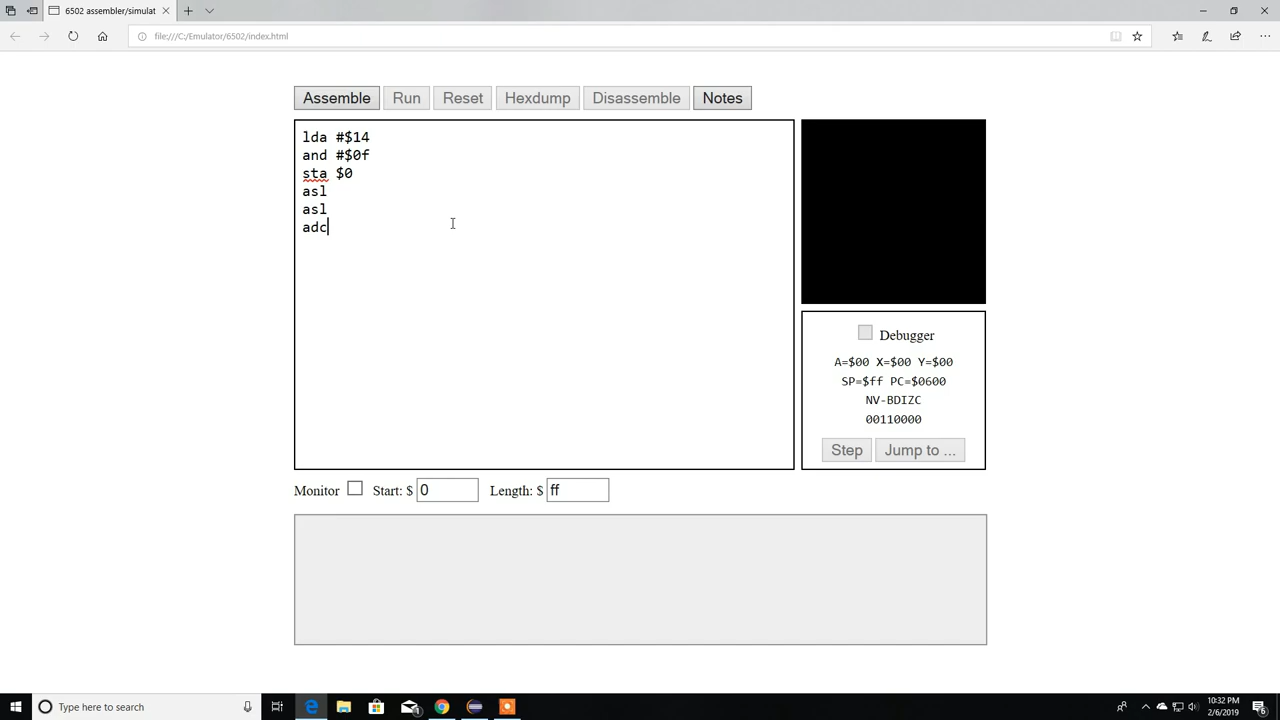 6502 assembler/simulat
file:///C:/Emulator/6502/index.html
Assemble Run Reset Hexdump Disassemble Notes
lda #$14
and #$0f
sta $0
asl
asl
adc
Debugger
A=$00 X=$00 Y=$00
SP=$ff PC=$0600
NV-BDIZC
00110000
Step Jump to ...
Monitor Start: $ 0 Length: $ ff
Type here to search
10:32 PM
2/6/2019